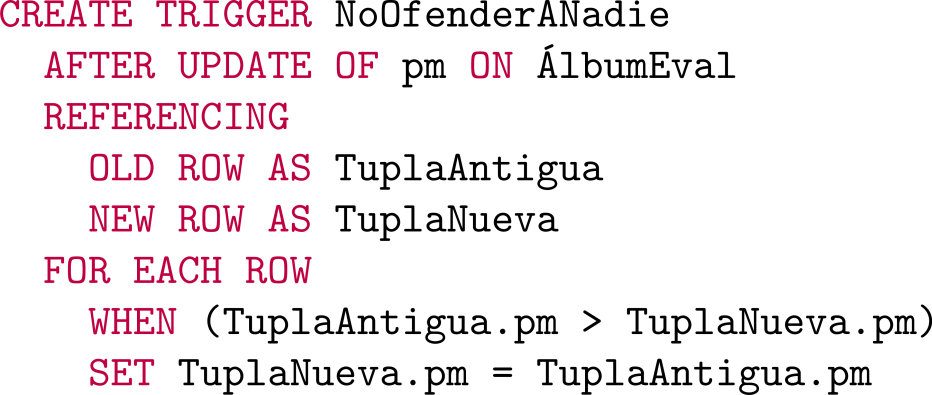 CREATE TRIGGER NoOfenderANadie
AFTER UPDATE OF pm ON ÁlbumEval
REFERENCING
OLD ROW AS TuplaAntigua
NEW ROW AS TuplaNueva
FOR EACH ROW
WHEN (TuplaAntigua.pm > TuplaNueva.pm)
SET TuplaNueva.pm = TuplaAntigua.pm